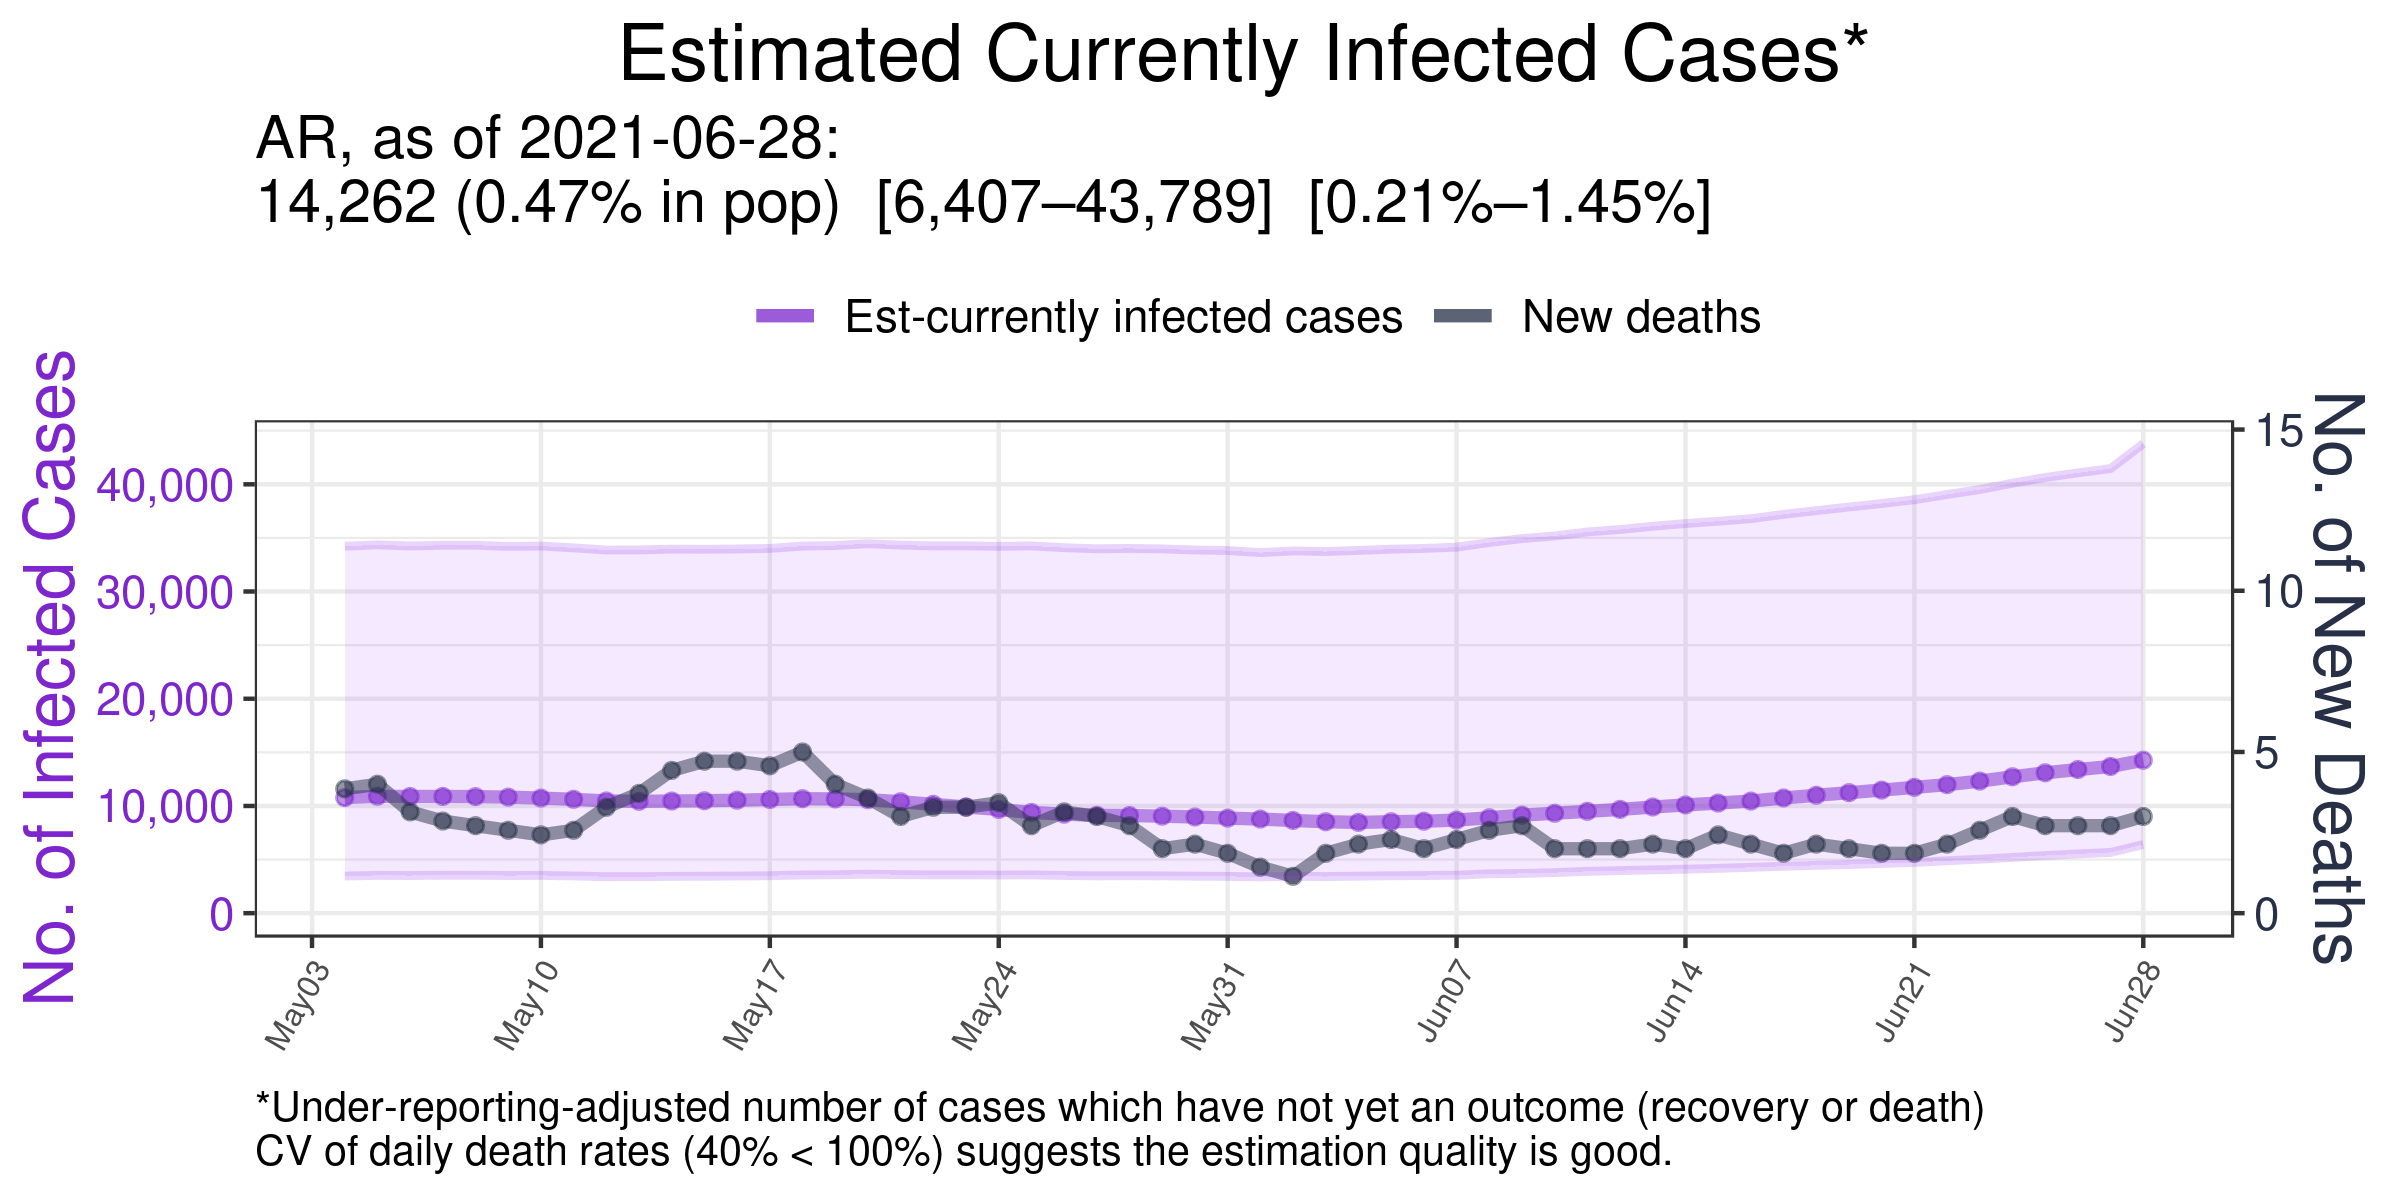 Estimated Currently Infected Cases*
AR, as of 2021-06-28:
14,262 (0.47% in pop)  [6,407–43,789]  [0.21%–1.45%]
Est-currently infected cases
New deaths
No. of Infected Cases
40,000
30,000
20,000
10,000
0
15
10
5
0
No. of New Deaths
May03
May10
May17
May24
May31
Jun07
Jun14
Jun21
Jun28
*Under-reporting-adjusted number of cases which have not yet an outcome (recovery or death)
CV of daily death rates (40% < 100%) suggests the estimation quality is good.